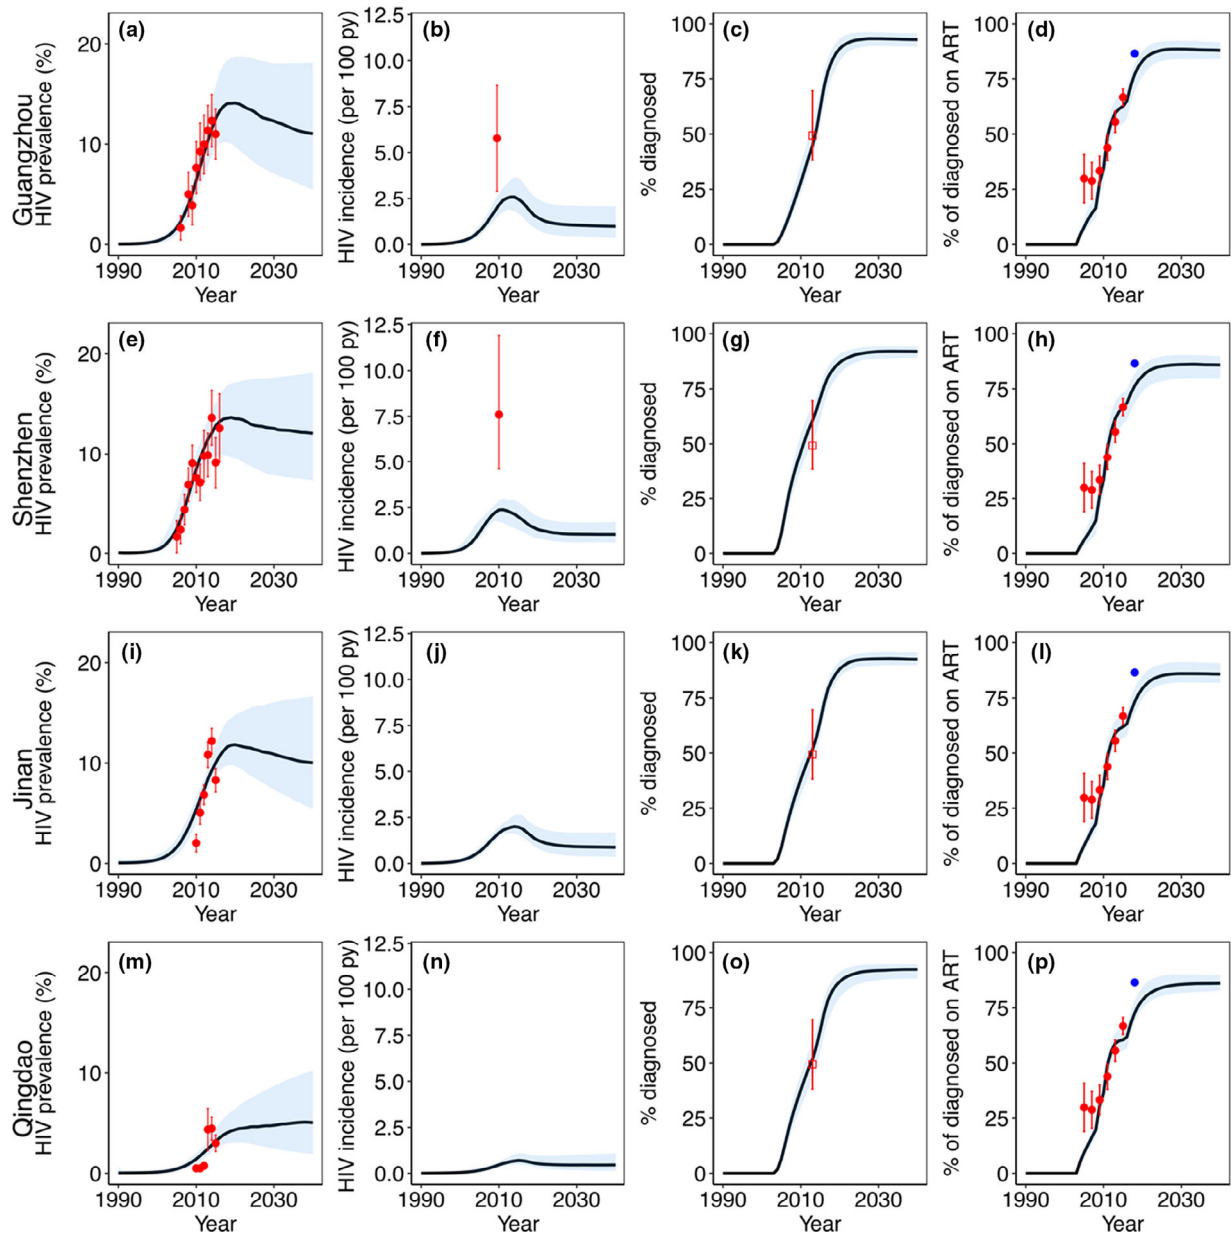 Guangzhou
HIV prevalence (%)
(a)
20
10
0
1990 2010 2030
Year
HIV incidence (per 100 py)
(b)
12.5
10.0
7.5
5.0
2.5
0.0
1990 2010 2030
Year
% diagnosed
(c)
100
75
50
25
0
1990 2010 2030
Year
% of diagnosed on ART
(d)
100
75
50
25
0
1990 2010 2030
Year
Shenzhen
HIV prevalence (%)
(e)
20
10
0
1990 2010 2030
Year
HIV incidence (per 100 py)
(f)
12.5
10.0
7.5
5.0
2.5
0.0
1990 2010 2030
Year
% diagnosed
(g)
100
75
50
25
0
1990 2010 2030
Year
% of diagnosed on ART
(h)
100
75
50
25
0
1990 2010 2030
Year
Jinan
HIV prevalence (%)
(i)
20
10
0
1990 2010 2030
Year
HIV incidence (per 100 py)
(j)
12.5
10.0
7.5
5.0
2.5
0.0
1990 2010 2030
Year
% diagnosed
(k)
100
75
50
25
0
1990 2010 2030
Year
% of diagnosed on ART
(l)
100
75
50
25
0
1990 2010 2030
Year
Qingdao
HIV prevalence (%)
(m)
20
10
0
1990 2010 2030
Year
HIV incidence (per 100 py)
(n)
12.5
10.0
7.5
5.0
2.5
0.0
1990 2010 2030
Year
% diagnosed
(o)
100
75
50
25
0
1990 2010 2030
Year
% of diagnosed on ART
(p)
100
75
50
25
0
1990 2010 2030
Year